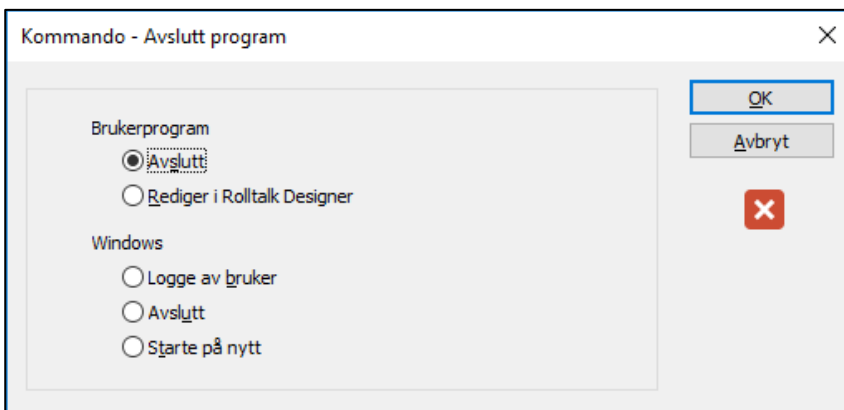 Kommando - Avslutt program
OK
Brukerprogram
Avbryt
Avslutt
Rediger i Rolltalk Designer
Windows
Logge av bruker
Avslutt
Starte på nytt